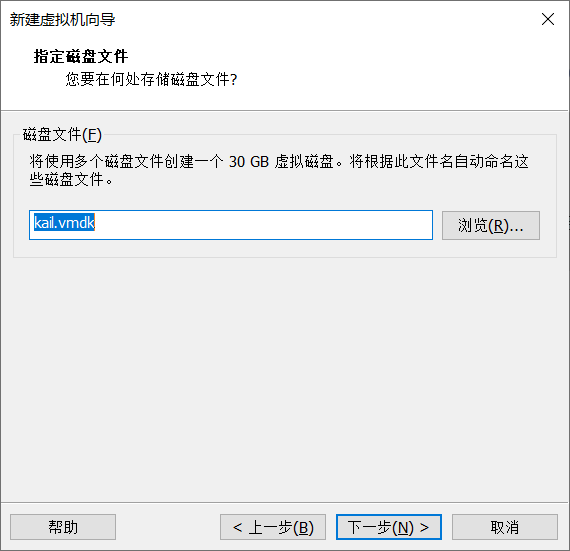 新建虚拟机向导
指定磁盘文件
您要在何处存储磁盘文件?
磁盘文件(F)
将使用多个磁盘文件创建一个 30 GB 虚拟磁盘。将根据此文件名自动命名这
些磁盘文件。
kail.vmdk
浏览(R)...
帮助
< 上一步(B)
下一步(N) >
取消